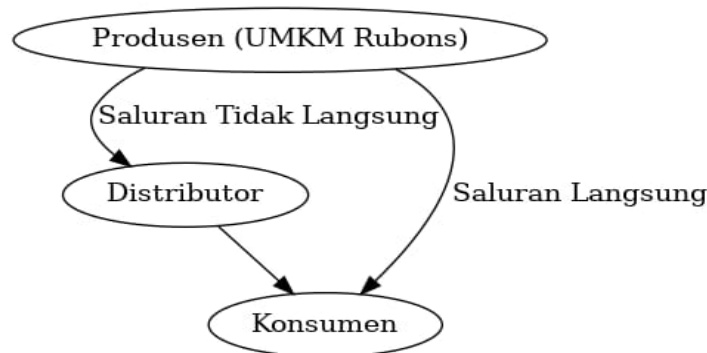 Produsen (UMKM Rubons)
Saluran Tidak Langsung
Distributor
Saluran Langsung
Konsumen